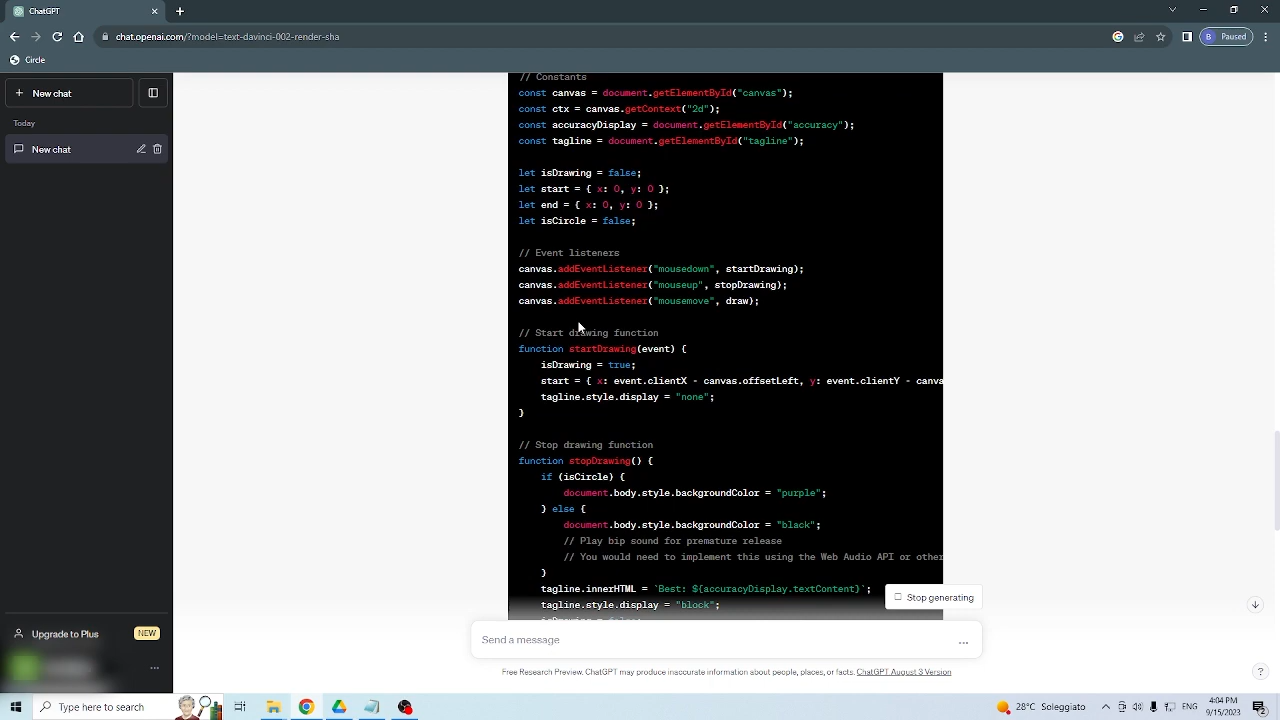 ChatGPT
chat.openai.com/?model=text-davinci-002-render-sha
Paused
Code
New chat
Today
// Constants
const canvas = document.getElementById("canvas");
const ctx = canvas.getContext("2d");
const accuracyDisplay = document.getElementById("accuracy");
const tagline = document.getElementById("tagline");
let isDrawing = false;
let start = { x: 0, y: 0 };
let end = { x: 0, y: 0 };
let isCircle = false;
// Event listeners
canvas.addEventListener("mousedown", startDrawing);
canvas.addEventListener("mouseup", stopDrawing);
canvas.addEventListener("mousemove", draw);
// Start drawing function
function startDrawing(event) {
isDrawing = true;
start = { x: event.clientX - canvas.offsetLeft, y: event.clientY - canva
tagline.style.display = "none";
}
// Stop drawing function
function stopDrawing() {
if (isCircle) {
document.body.style.backgroundColor = "purple";
} else {
document.body.style.backgroundColor = "black";
// Play bip sound for premature release
// You would need to implement this using the Web Audio API or other
}
tagline.innerHTML = `Best: ${accuracyDisplay.textContent}`;
tagline.style.display = "block";
isDrawing = false;
Stop generating
Send a message
Free Research Preview. ChatGPT may produce inaccurate information about people, places, or facts. ChatGPT August 3 Version
Upgrade to Plus
NEW
Type here to search
28°C Soleggiato
ENG
4:04 PM
9/15/2023